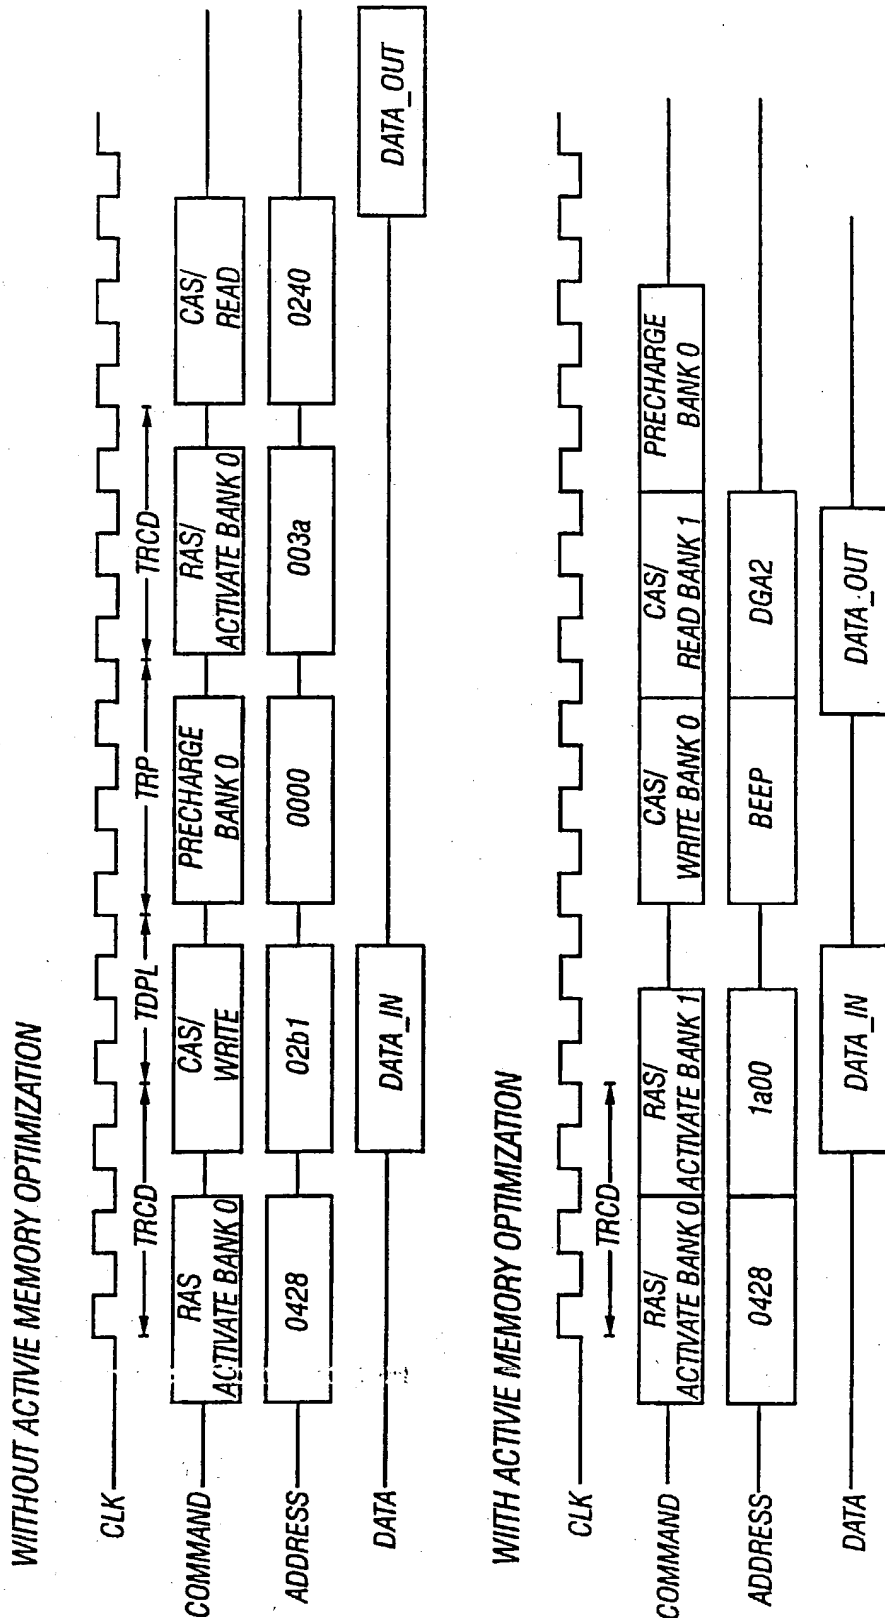 WITHOUT ACTIVIE MEMORY OPTIMIZATION
CLK
TRCD
TDPL
TRP
TRCD
COMMAND
RAS
ACTIVATE BANK 0
CAS/
WRITE
PRECHARGE
BANK 0
RAS/
ACTIVATE BANK 0
CAS/
READ
ADDRESS
0428
02b1
0000
003a
0240
DATA
DATA_IN
DATA_OUT
WITH ACTIVIE MEMORY OPTIMIZATION
CLK
TRCD
COMMAND
RAS/
ACTIVATE BANK 0
RAS/
ACTIVATE BANK 1
CAS/
WRITE BANK 0
CAS/
READ BANK 1
PRECHARGE
BANK 0
ADDRESS
0428
1a00
BEEP
DGA2
DATA
DATA_IN
DATA_OUT